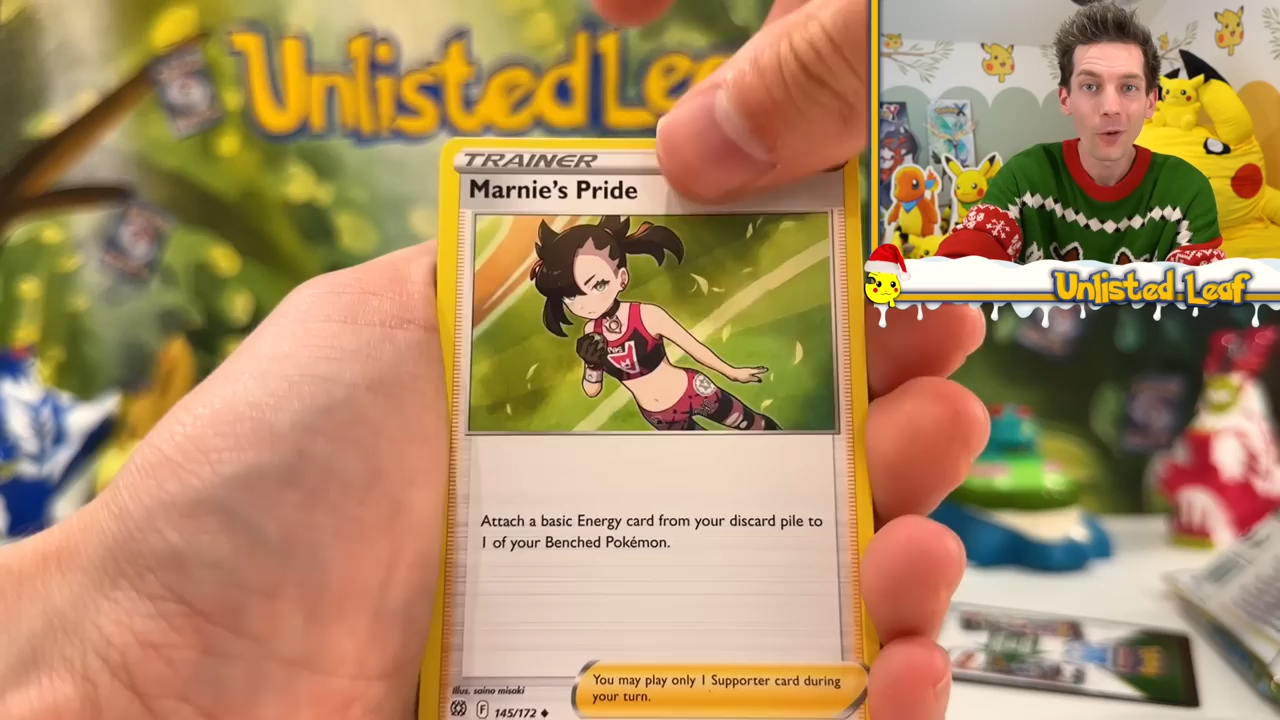 Unlisted Le
TRAINER
Marnie's Pride
Attach a basic Energy card from your discard pile to
1 of your Benched Pokémon.
Illus. saino misaki
F 145/172
You may play only 1 Supporter card during
your turn.
Unlisted Leaf